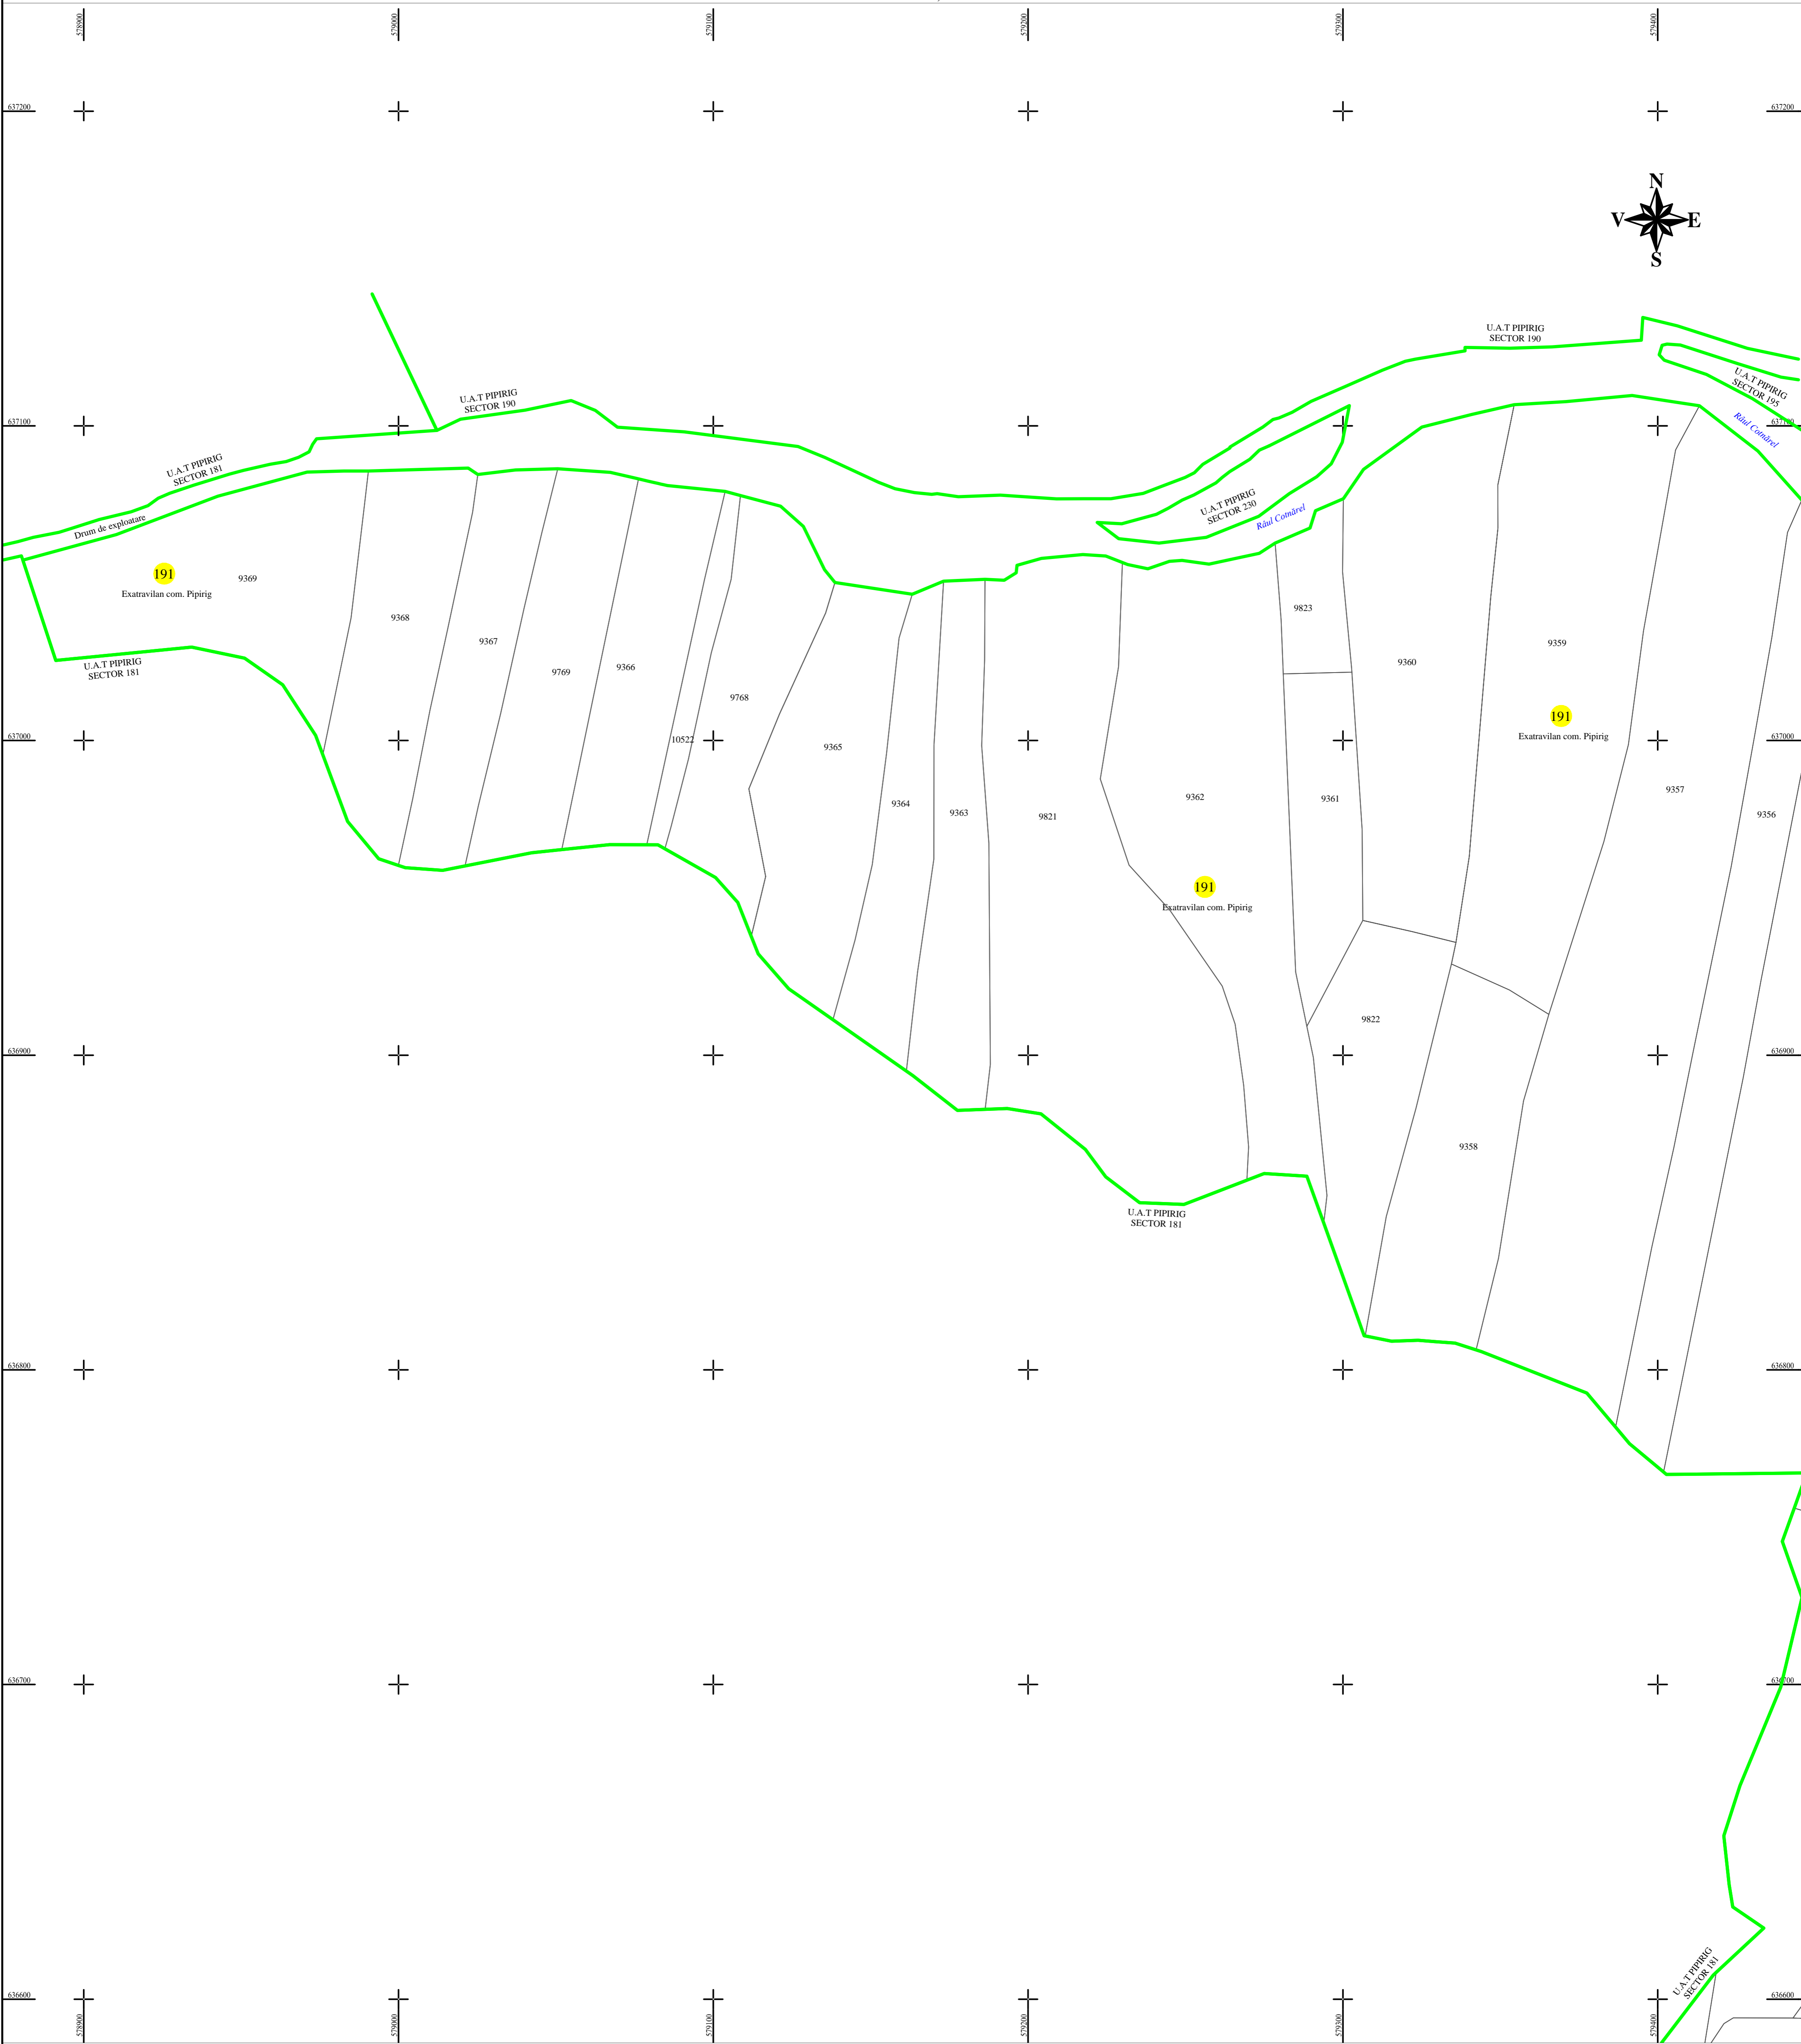 578900
579000
579100
579200
579300
579400
637200
637200
N
V
E
S
U.A.T PIPIRIG
SECTOR 190
U.A.T PIPIRIG
SECTOR 195
U.A.T PIPIRIG
SECTOR 190
637100
637100
Râul Cotnărel
U.A.T PIPIRIG
SECTOR 181
Drum de exploatare
U.A.T PIPIRIG
SECTOR 230
Râul Cotnărel
191
Exatravilan com. Pipirig
9369
9368
9367
9769
9366
9768
10522
9823
9360
9359
191
Exatravilan com. Pipirig
U.A.T PIPIRIG
SECTOR 181
637000
637000
9365
9364
9363
9821
9362
9361
9357
9356
191
Exatravilan com. Pipirig
9822
636900
636900
9358
U.A.T PIPIRIG
SECTOR 181
636800
636800
636700
636700
U.A.T PIPIRIG
SECTOR 181
636600
636600
578900
579000
579100
579200
579300
579400